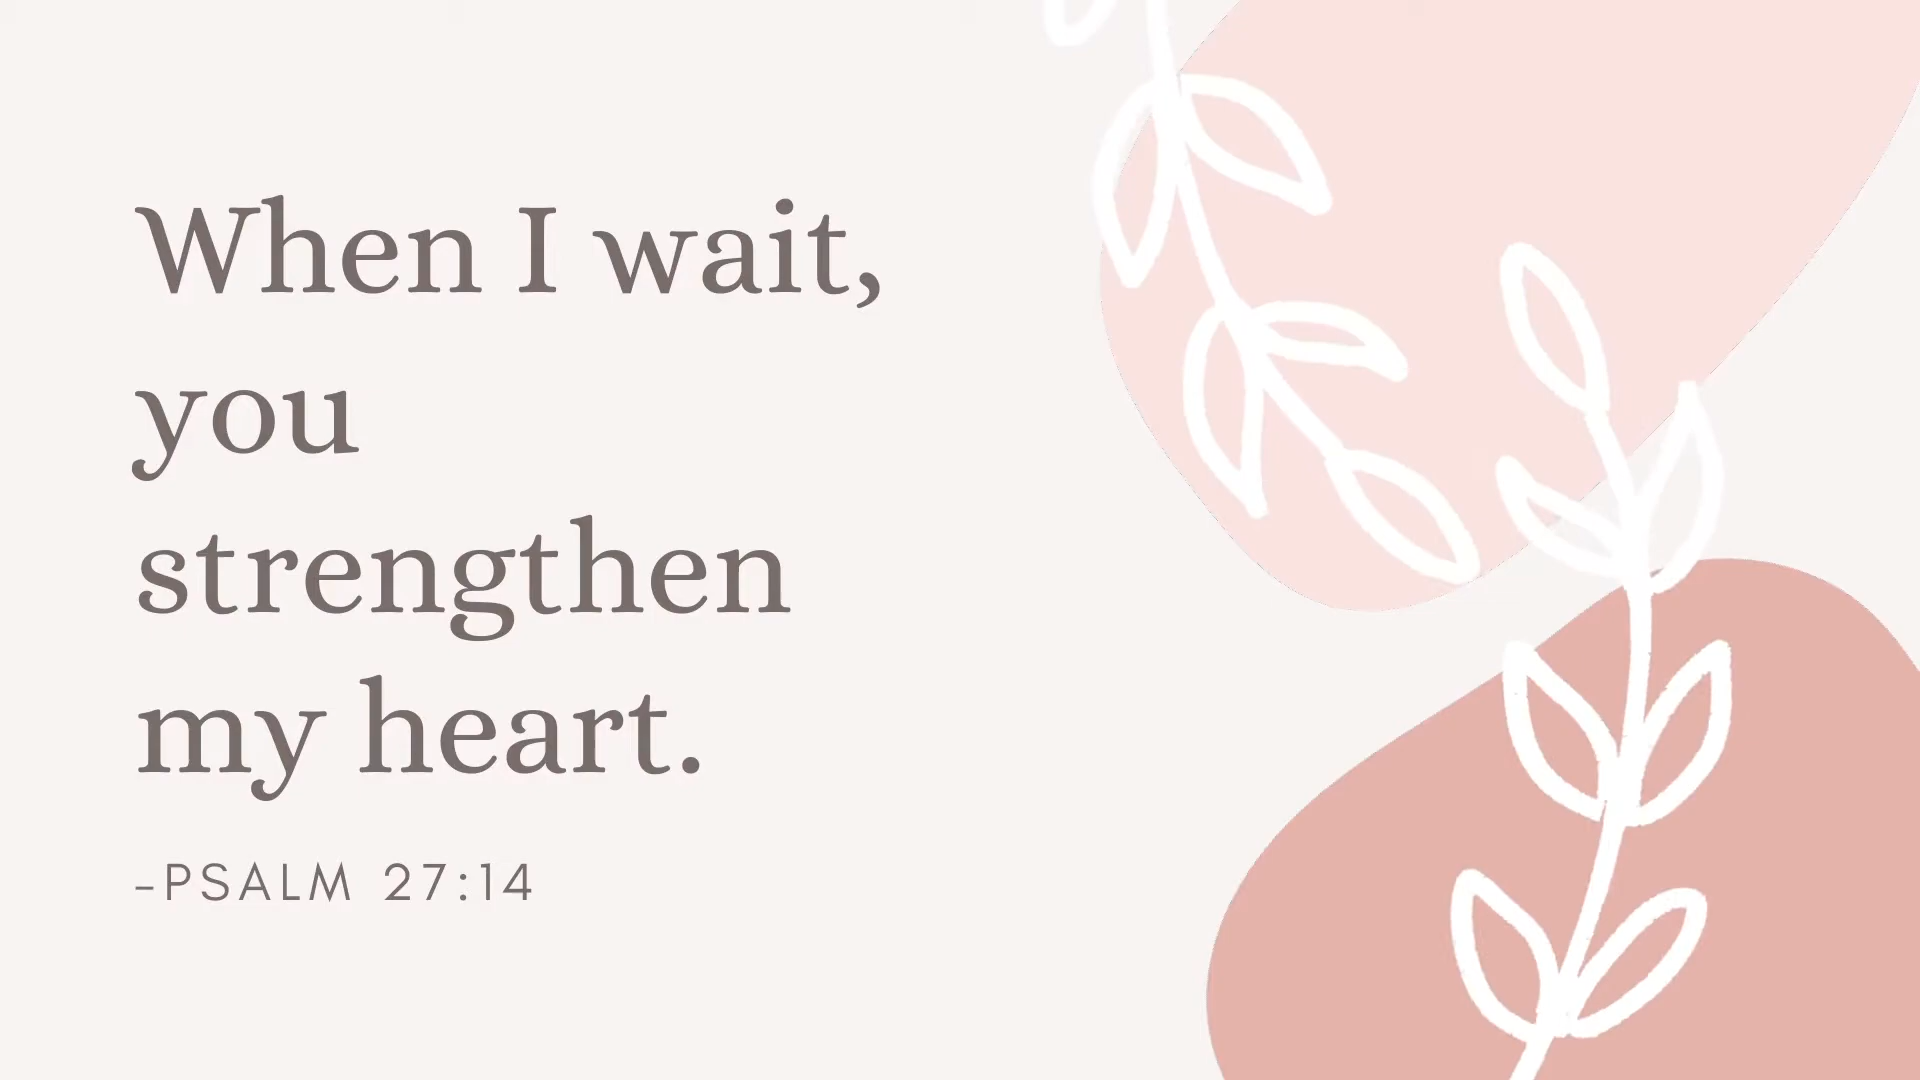 When I wait,
you
strengthen
my heart.
–PSALM 27:14